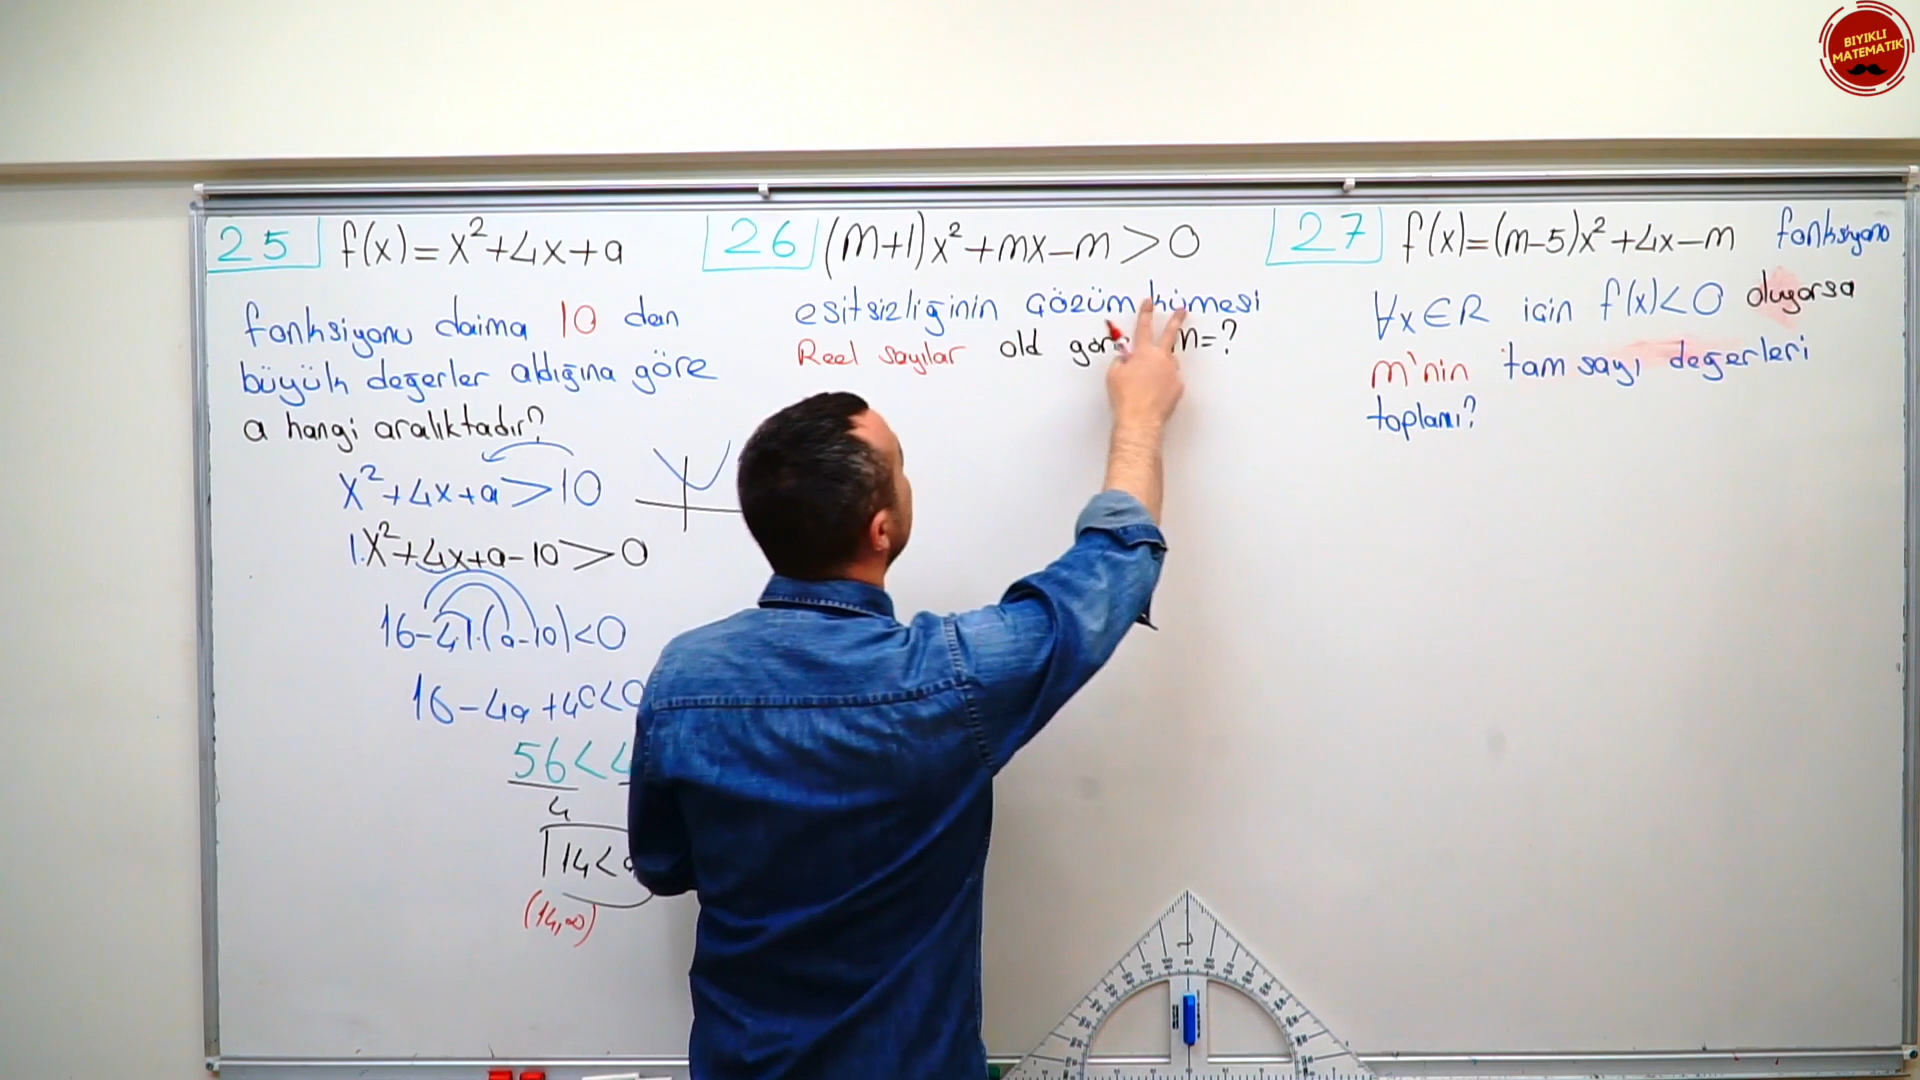 BIYIKLI
MATEMATIK
25 f(x)=x²+4x+a
fonksiyonu daima 10 dan
büyük değerler aldığına göre
a hangi aralıktadır?
x²+4x+a>10
1.x²+4x+a-10>0
16-4.1.(a-10)<0
16-4a+40<0
56<4
4
14<
(14,∞)
26 (m+1)x²+mx-m>0
eşitsizliğinin çözüm kümesi
Reel sayılar old m=?
27 f(x)=(m-5)x²+4x-m fonksiyonu
∀x∈R için f(x)<0 oluyorsa
m'nin tam sayı değerleri
toplamı?